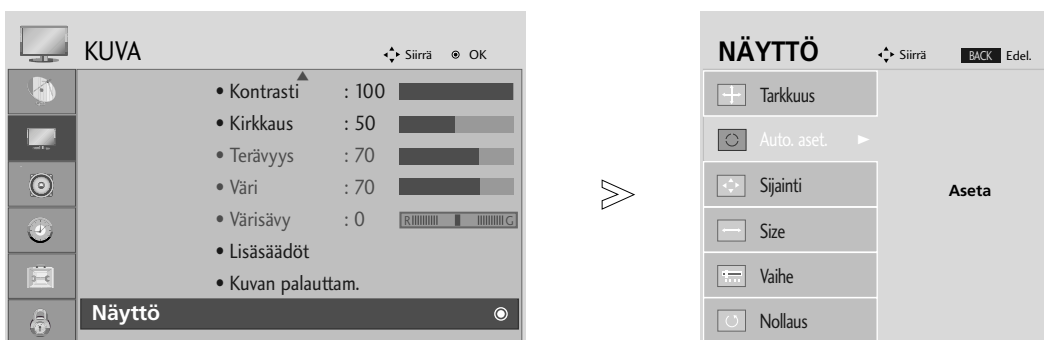 KUVA Siirrä OK
• Kontrasti : 100
• Kirkkaus : 50
• Terävyys : 70
• Väri : 70
• Värisävy : 0 R G
• Lisäsäädöt
• Kuvan palauttam.
Näyttö
NÄYTTÖ Siirrä BACK Edel.
Tarkkuus
Auto. aset.
Sijainti
Aseta
Size
Vaihe
Nollaus